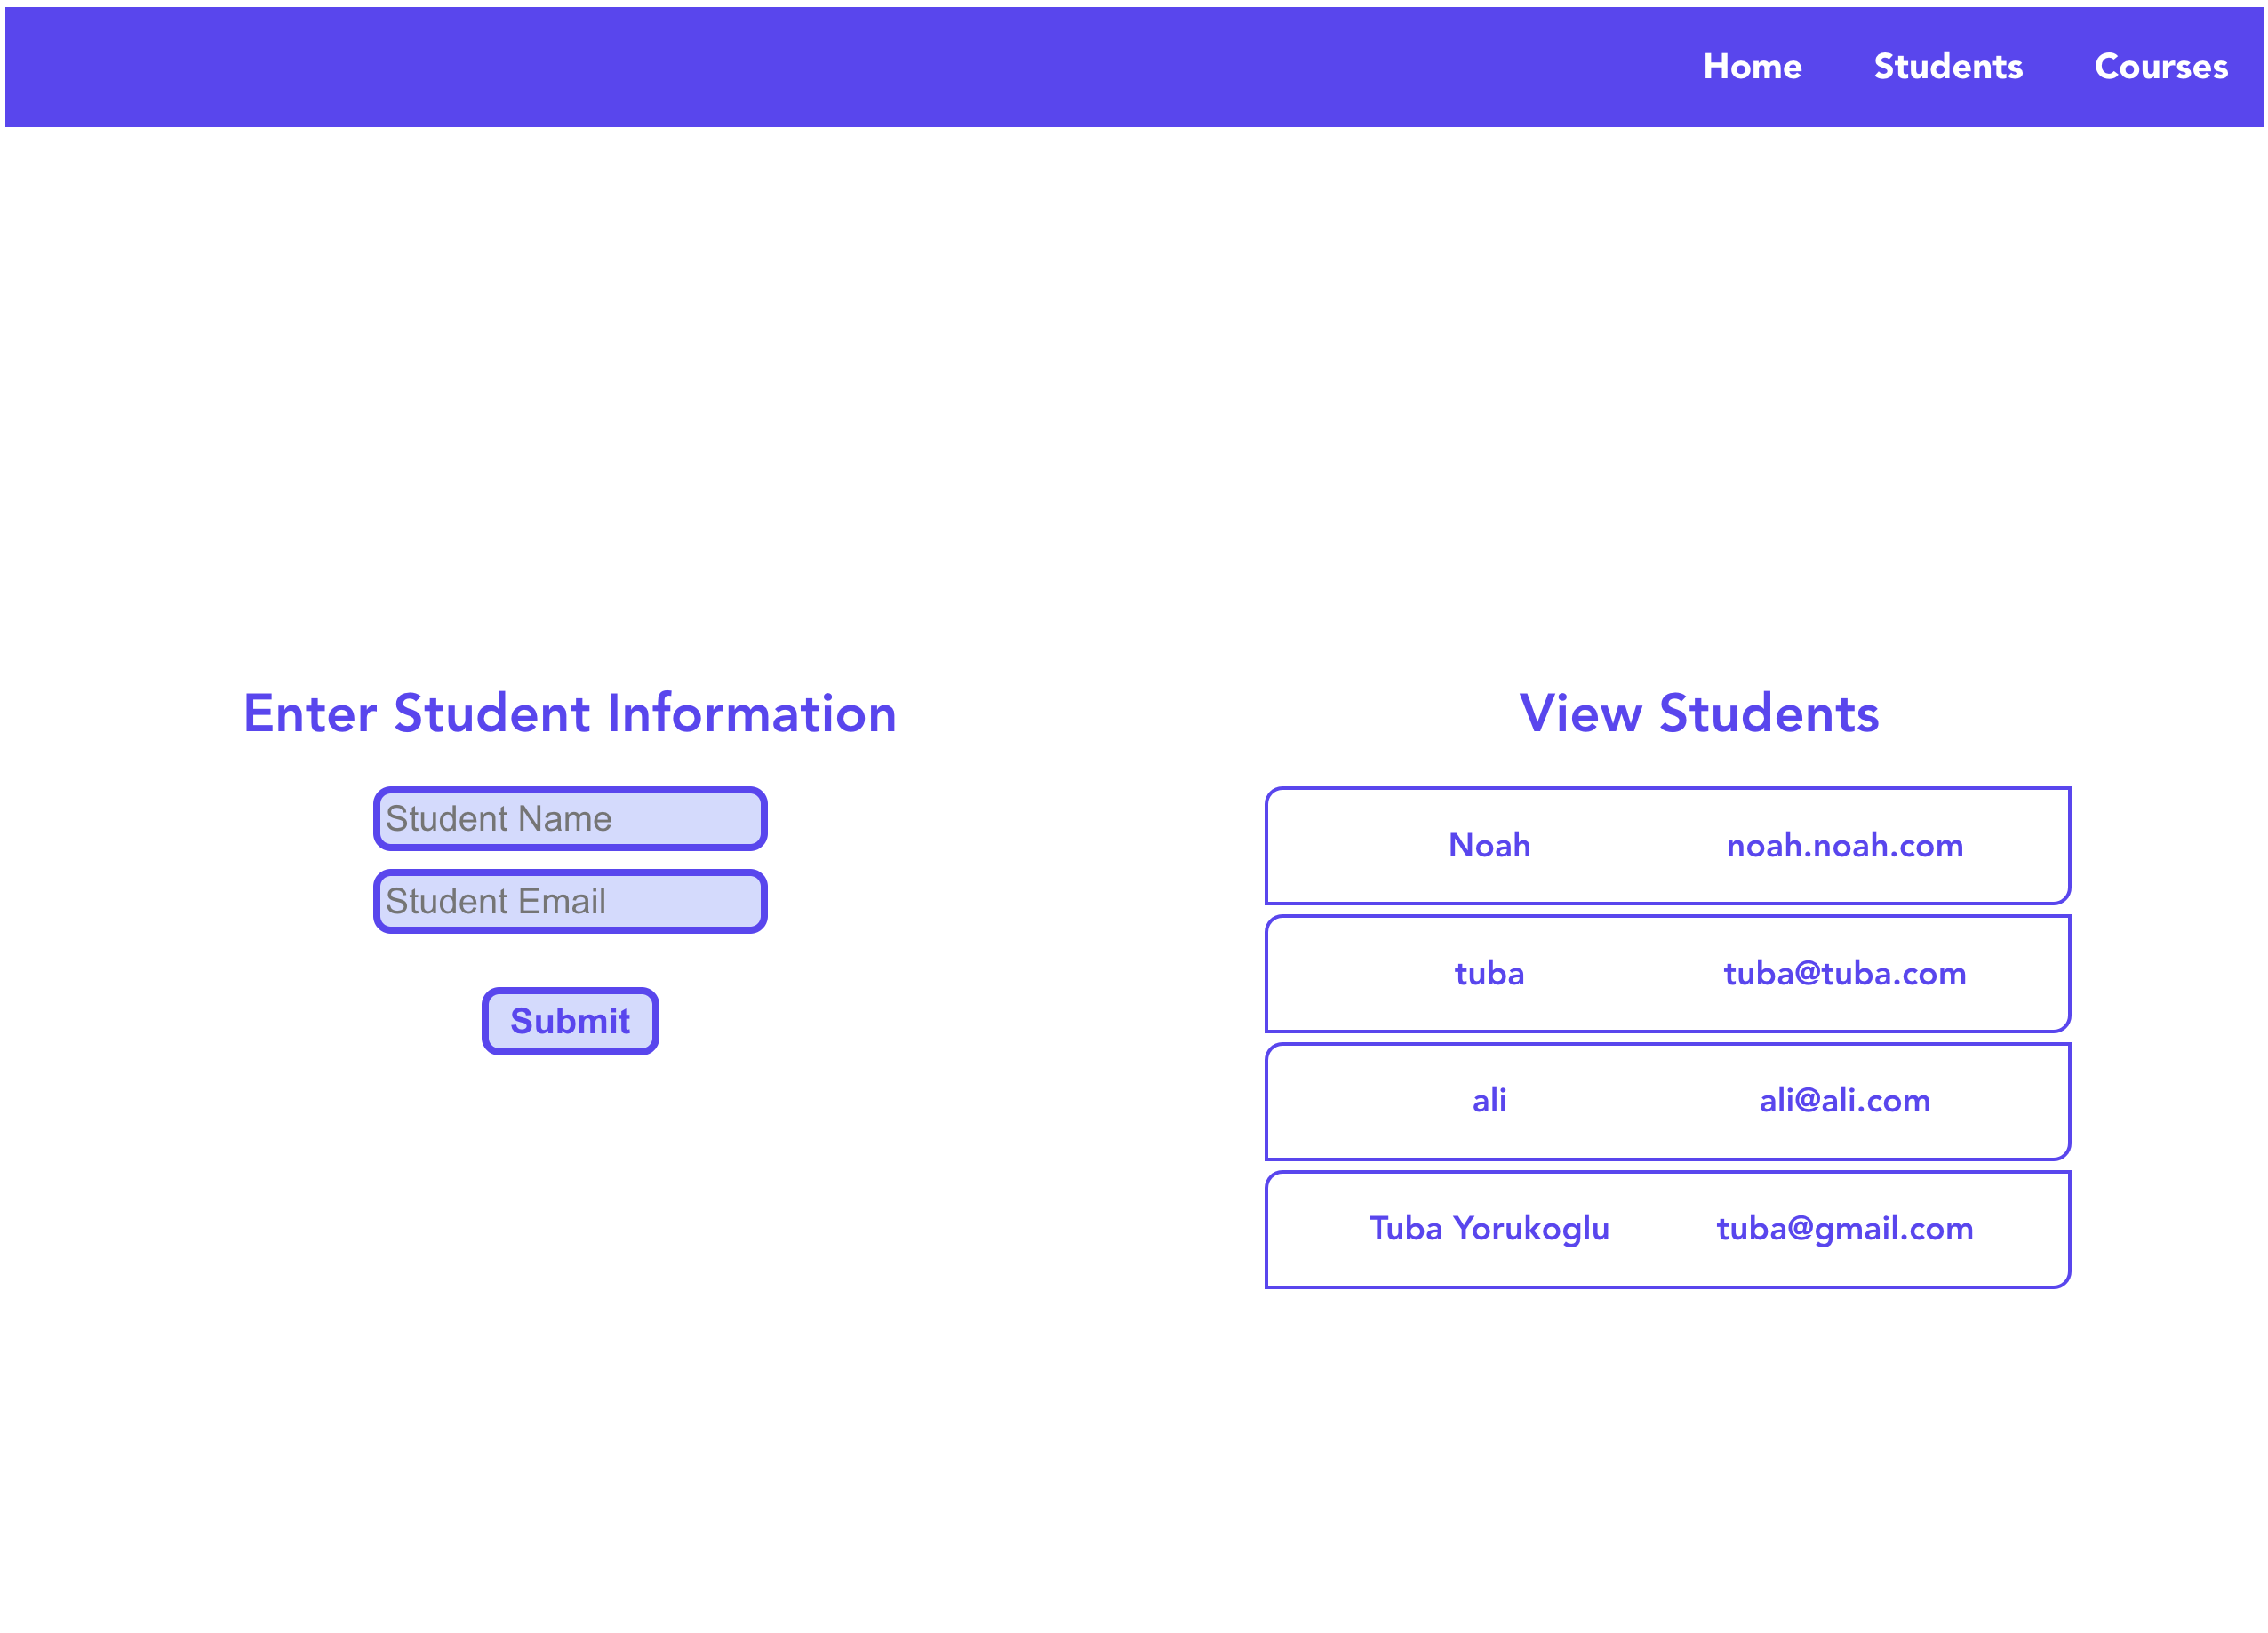 Home Students Courses
Enter Student Information
Student Name
Student Email
Submit
View Students
Noah noah.noah.com
tuba tuba@tuba.com
ali ali@ali.com
Tuba Yorukoglu tuba@gmail.com